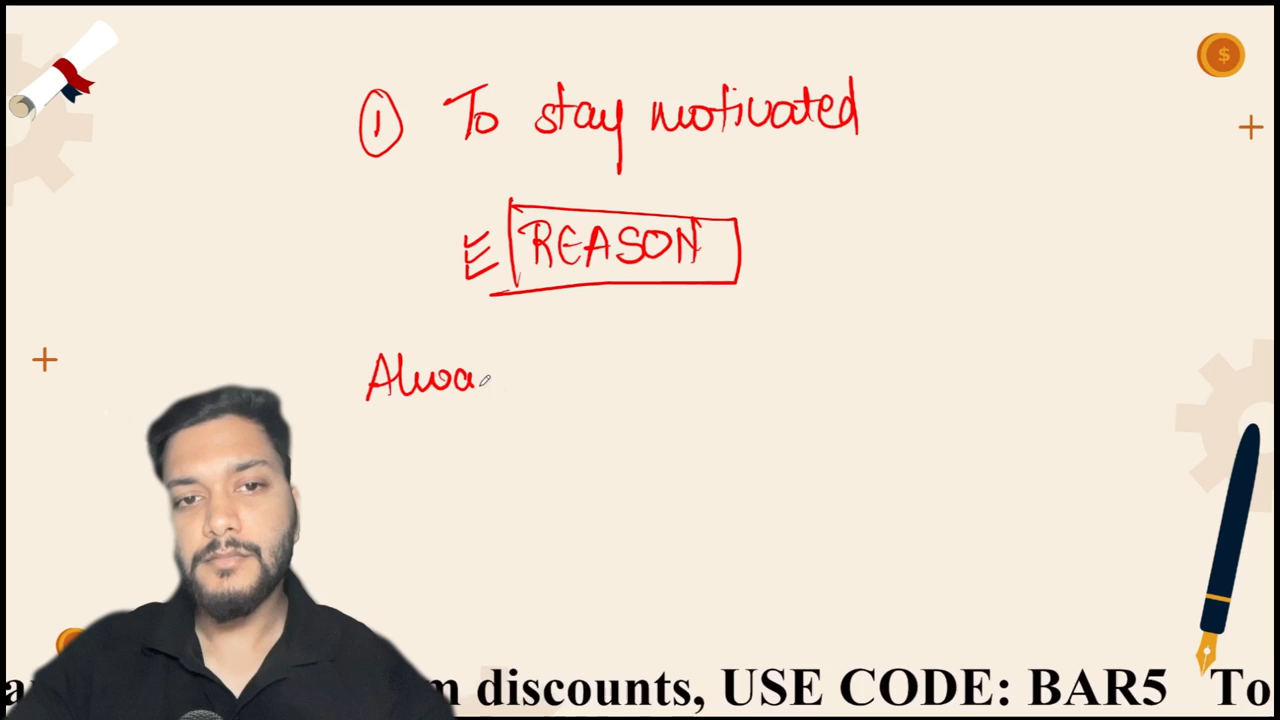 ① To stay motivated
REASON
Alwa
m discounts, USE CODE: BAR5 To